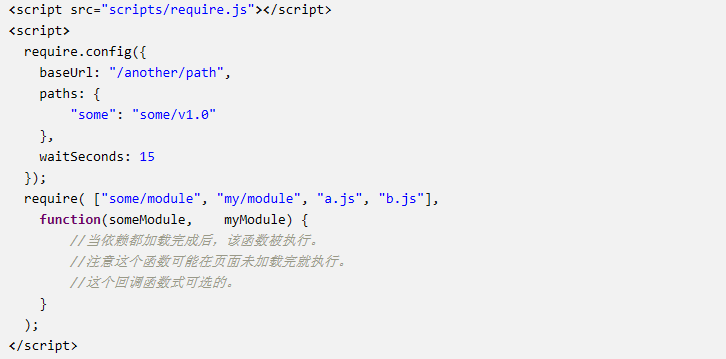 <script src="scripts/require.js"></script>
<script>
  require.config({
    baseUrl: "/another/path",
    paths: {
        "some": "some/v1.0"
    },
    waitSeconds: 15
  });
  require( ["some/module", "my/module", "a.js", "b.js"],
    function(someModule,    myModule) {
        //当依赖都加载完成后，该函数被执行。
        //注意这个函数可能在页面未加载完就执行。
        //这个回调函数式可选的。
    }
  );
</script>